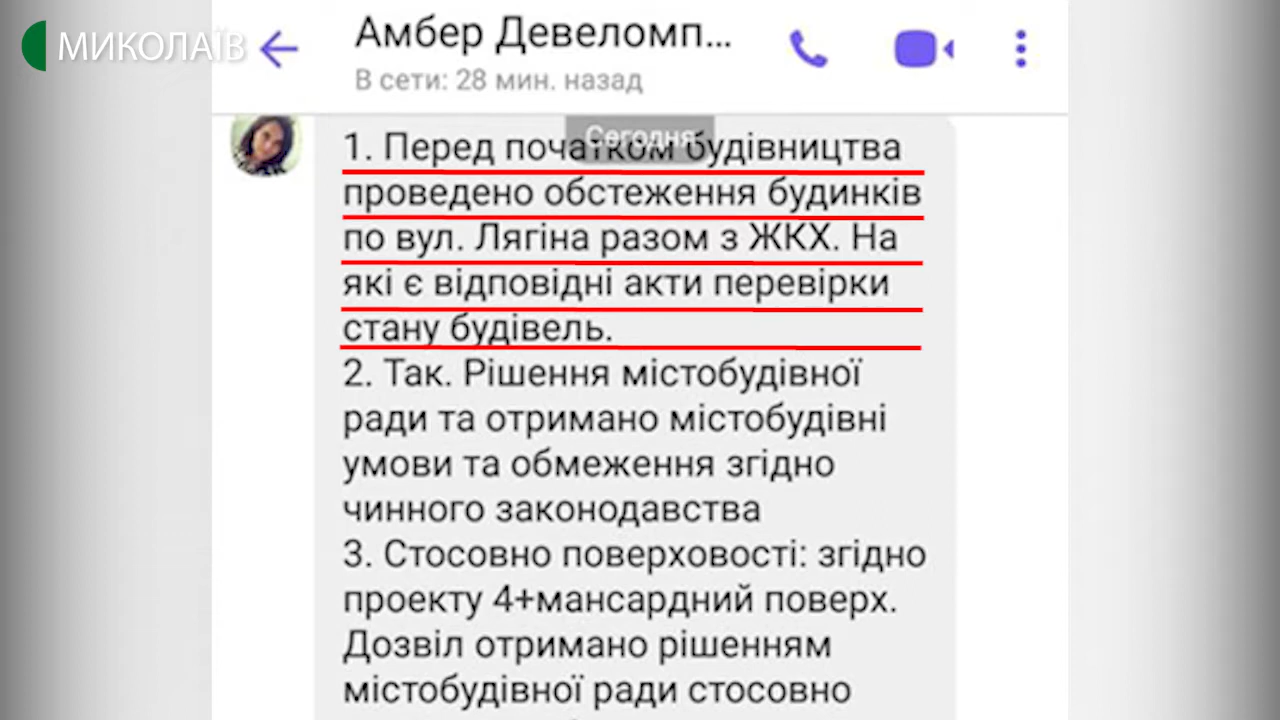 МИКОЛАЇВ
Амбер Девеломп...
В сети: 28 мин. назад
Сегодня
1. Перед початком будівництва
проведено обстеження будинків
по вул. Лягіна разом з ЖКХ. На
які є відповідні акти перевірки
стану будівель.
2. Так. Рішення містобудівної
ради та отримано містобудівні
умови та обмеження згідно
чинного законодавства
3. Стосовно поверховості: згідно
проекту 4+мансардний поверх.
Дозвіл отримано рішенням
містобудівної ради стосовно